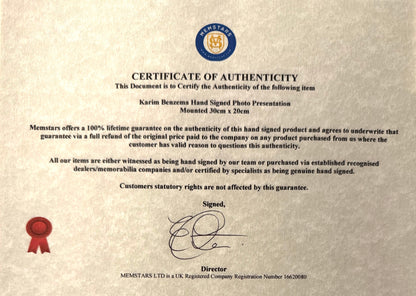 MEMSTARS
CERTIFICATE OF AUTHENTICITY
This Document is to Certify the Authenticity of the following item
Karim Benzema Hand Signed Photo Presentation
Mounted 30cm x 20cm
Memstars offers a 100% lifetime guarantee on the authenticity of this hand signed product and agrees to underwrite that
guarantee via a full refund of the original price paid to the company on any product purchased from us where the
customer has valid reason to questions this authenticity.
All our items are either witnessed as being hand signed by our team or purchased via established recognised
dealers/memorabilia companies and/or certified by specialists as being genuine hand signed.
Customers statutory rights are not affected by this guarantee.
Signed,
Director
MEMSTARS LTD is a UK Registered Company Registration Number 16620080